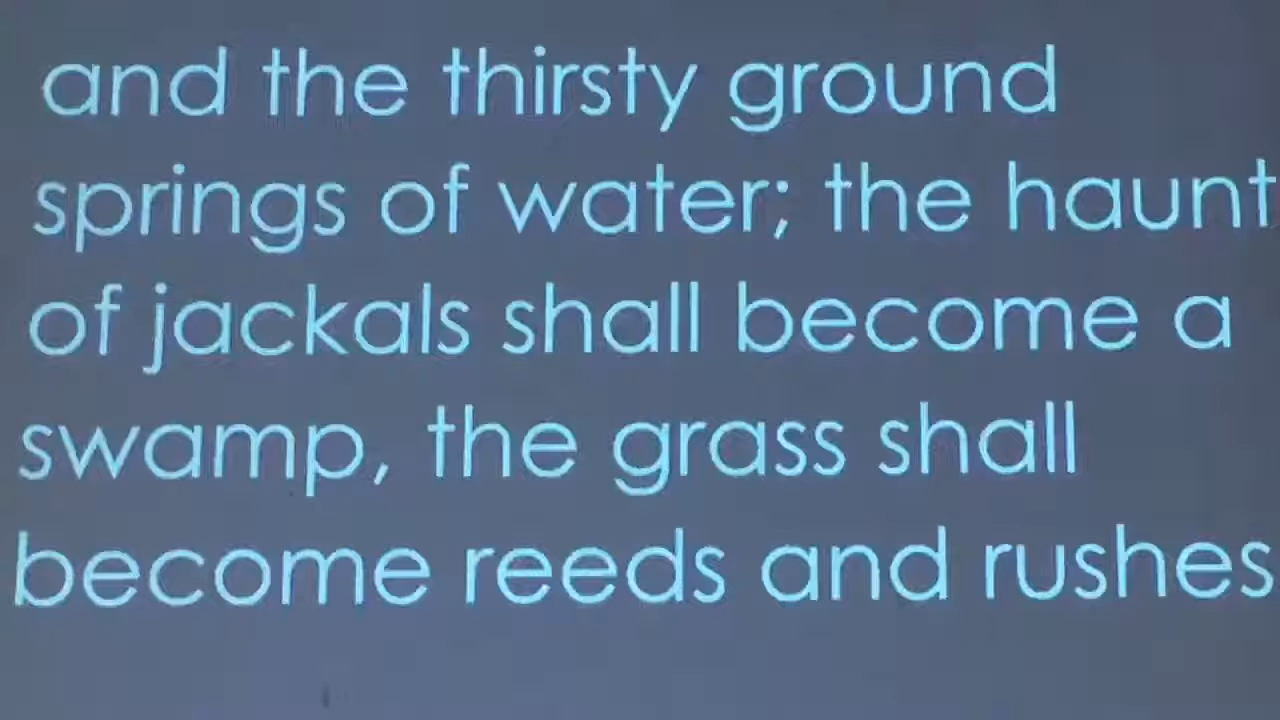 and the thirsty ground
springs of water; the haunt
of jackals shall become a
swamp, the grass shall
become reeds and rushes